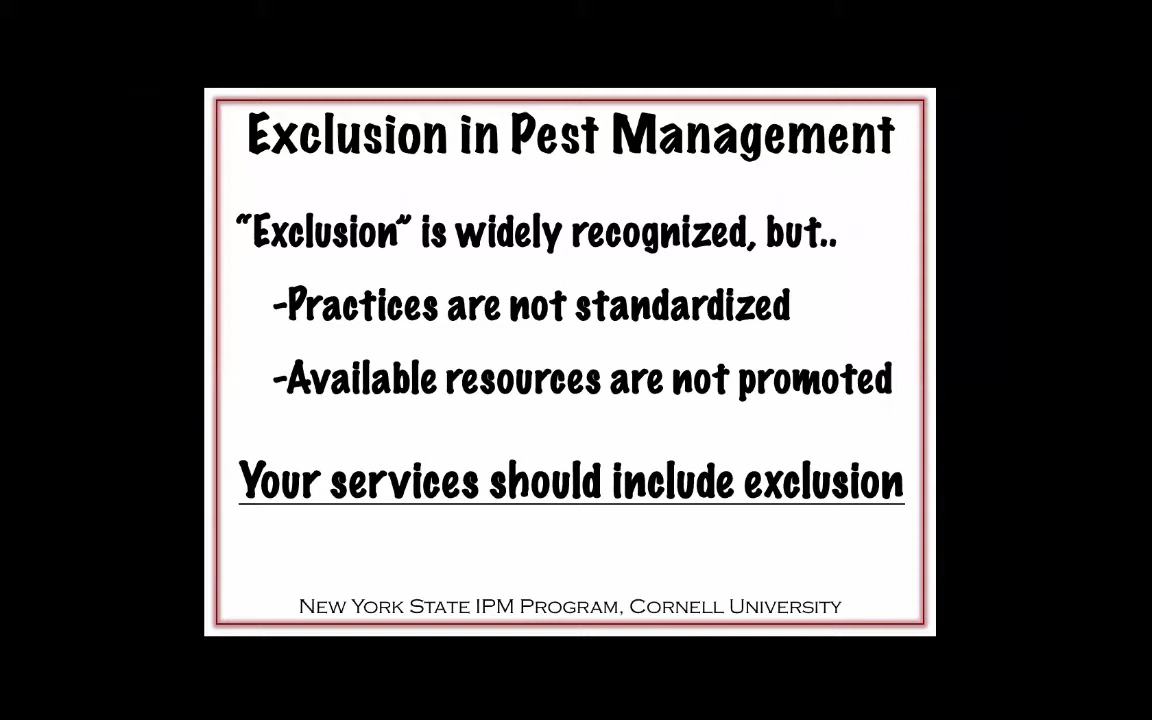 Exclusion in Pest Management
“Exclusion” is widely recognized, but..
-Practices are not standardized
-Available resources are not promoted
Your services should include exclusion
New York State IPM Program, Cornell University